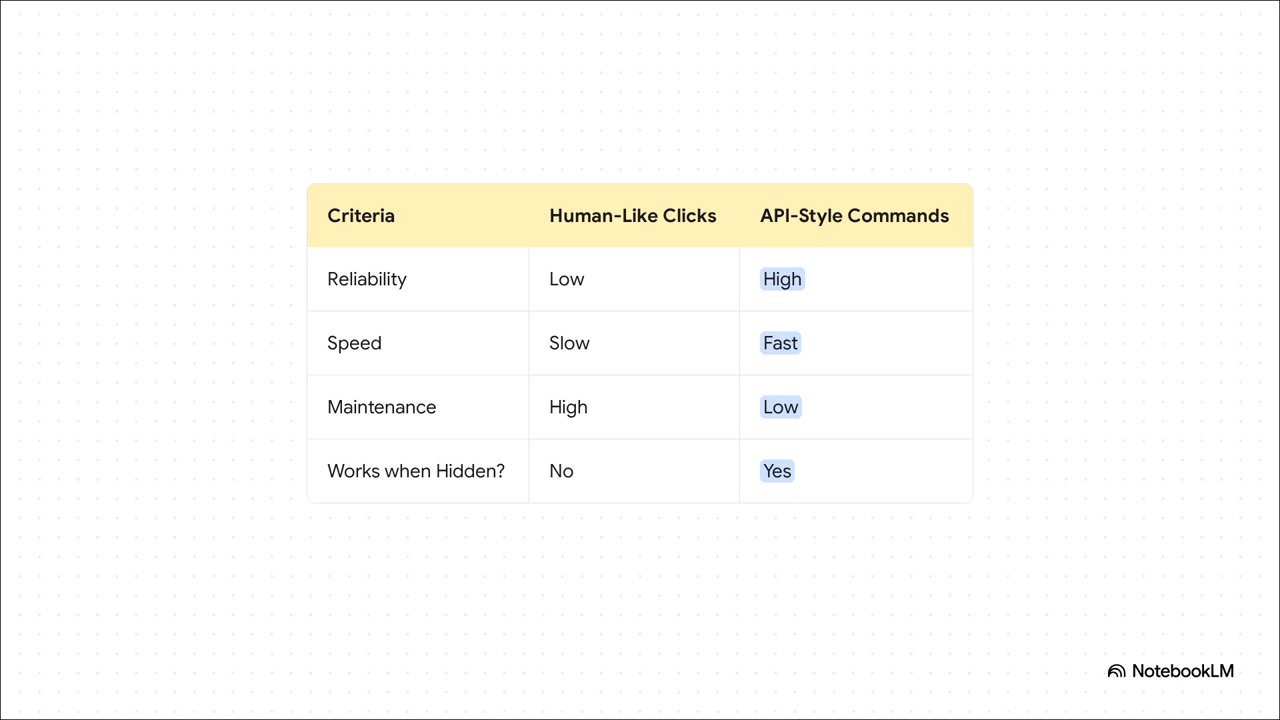 Criteria Human-Like Clicks API-Style Commands
Reliability Low High
Speed Slow Fast
Maintenance High Low
Works when Hidden? No Yes
NotebookLM